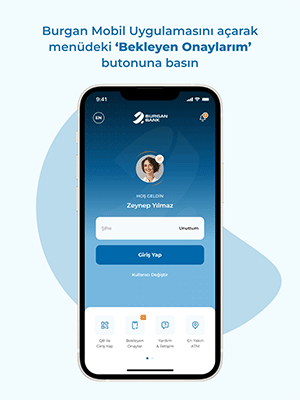 Burgan Mobil Uygulamasını açarak
menüdeki ‘Bekleyen Onaylarım’
butonuna basın
9:41
EN
BURGAN
BANK
HOŞ GELDİN
Zeynep Yılmaz
Şifre
Unuttum
Giriş Yap
Kullanıcı Değiştir
QR ile
Giriş Yap
Bekleyen
Onaylar
Yardım
& İletişim
En Yakın
ATM